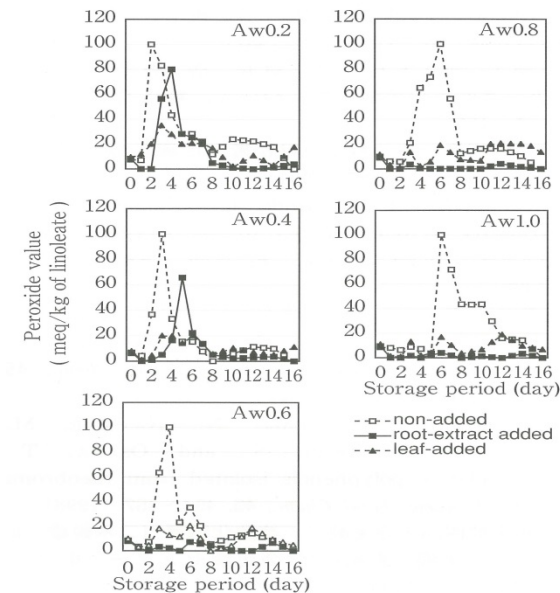 Peroxide value
( meq/kg of linoleate )
Aw0.2
120
100
80
60
40
20
0
0 2 4 6 8 10 12 14 16
Aw0.4
120
100
80
60
40
20
0
0 2 4 6 8 10 12 14 16
Aw0.6
120
100
80
60
40
20
0
0 2 4 6 8 10 12 14 16
Storage period (day)
Aw0.8
120
100
80
60
40
20
0
0 2 4 6 8 10 12 14 16
Aw1.0
120
100
80
60
40
20
0
0 2 4 6 8 10 12 14 16
Storage period (day)
non-added
root-extract added
leaf-added